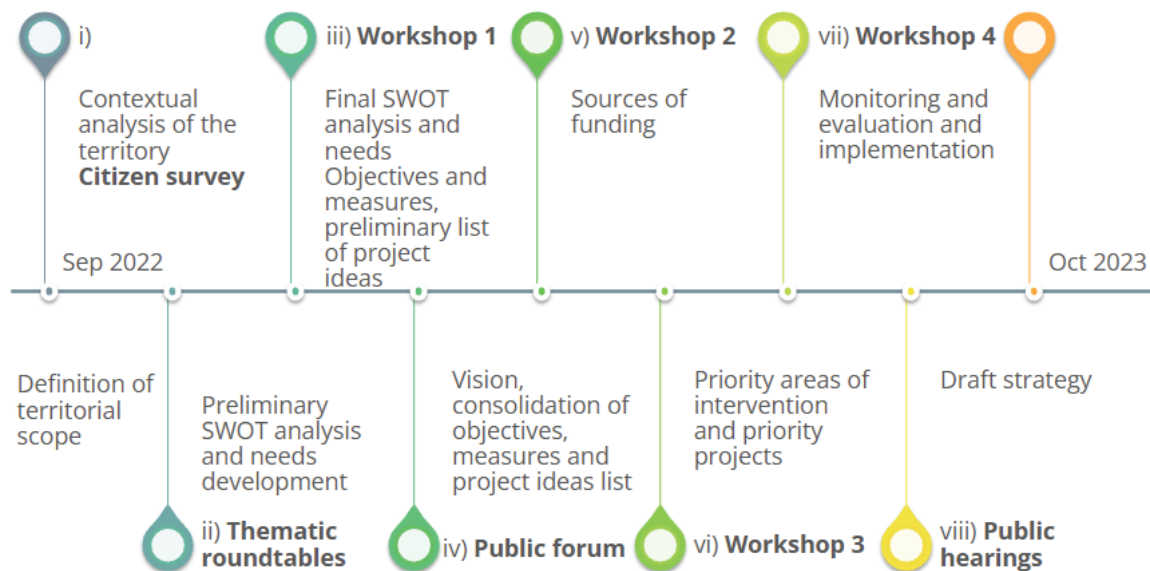 i)
Contextual
analysis of the
territory
Citizen survey
iii) Workshop 1
Final SWOT
analysis and
needs
Objectives and
measures,
preliminary list
of project
ideas
v) Workshop 2
Sources of
funding
vii) Workshop 4
Monitoring and
evaluation and
implementation
Sep 2022
Oct 2023
Definition of
territorial
scope
Preliminary
SWOT analysis
and needs
development
ii) Thematic
roundtables
Vision,
consolidation of
objectives,
measures and
project ideas list
iv) Public forum
Priority areas of
intervention
and priority
projects
vi) Workshop 3
Draft strategy
viii) Public
hearings